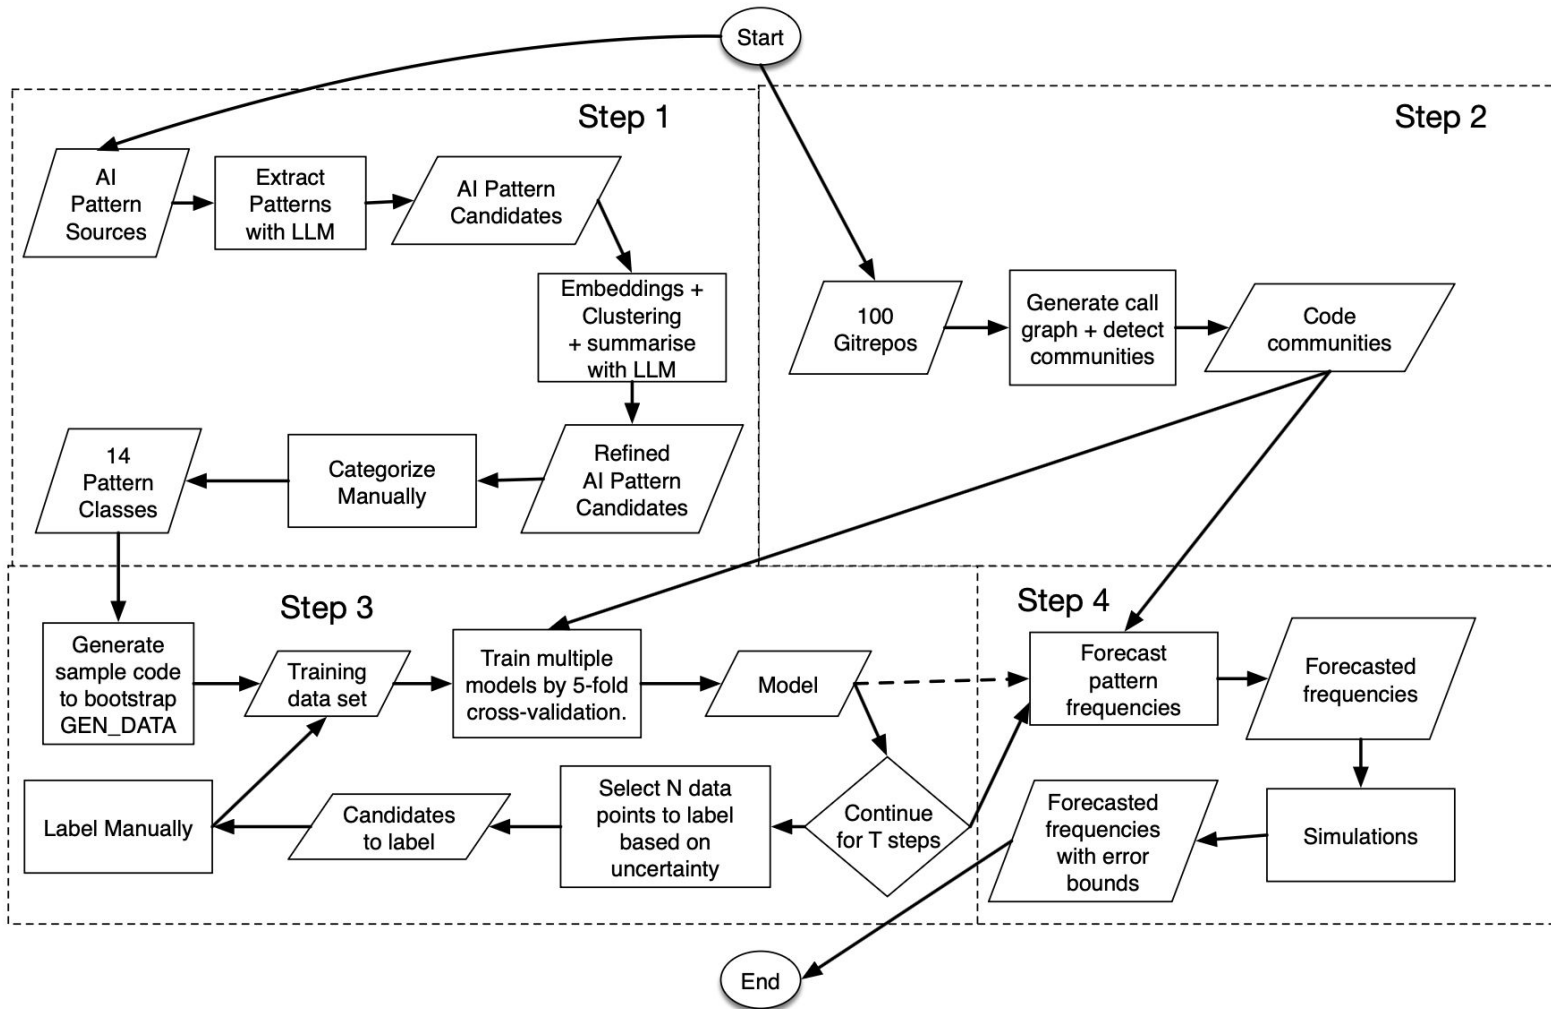 Start
Step 1
AI
Pattern
Sources
Extract
Patterns
with LLM
AI Pattern
Candidates
Embeddings +
Clustering
+ summarise
with LLM
Refined
AI Pattern
Candidates
Categorize
Manually
14
Pattern
Classes
Step 2
100
Gitrepos
Generate call
graph + detect
communities
Code
communities
Step 3
Generate
sample code
to bootstrap
GEN_DATA
Training
data set
Train multiple
models by 5-fold
cross-validation.
Model
Continue
for T steps
Select N data
points to label
based on
uncertainty
Candidates
to label
Label Manually
Step 4
Forecast
pattern
frequencies
Forecasted
frequencies
Simulations
Forecasted
frequencies
with error
bounds
End